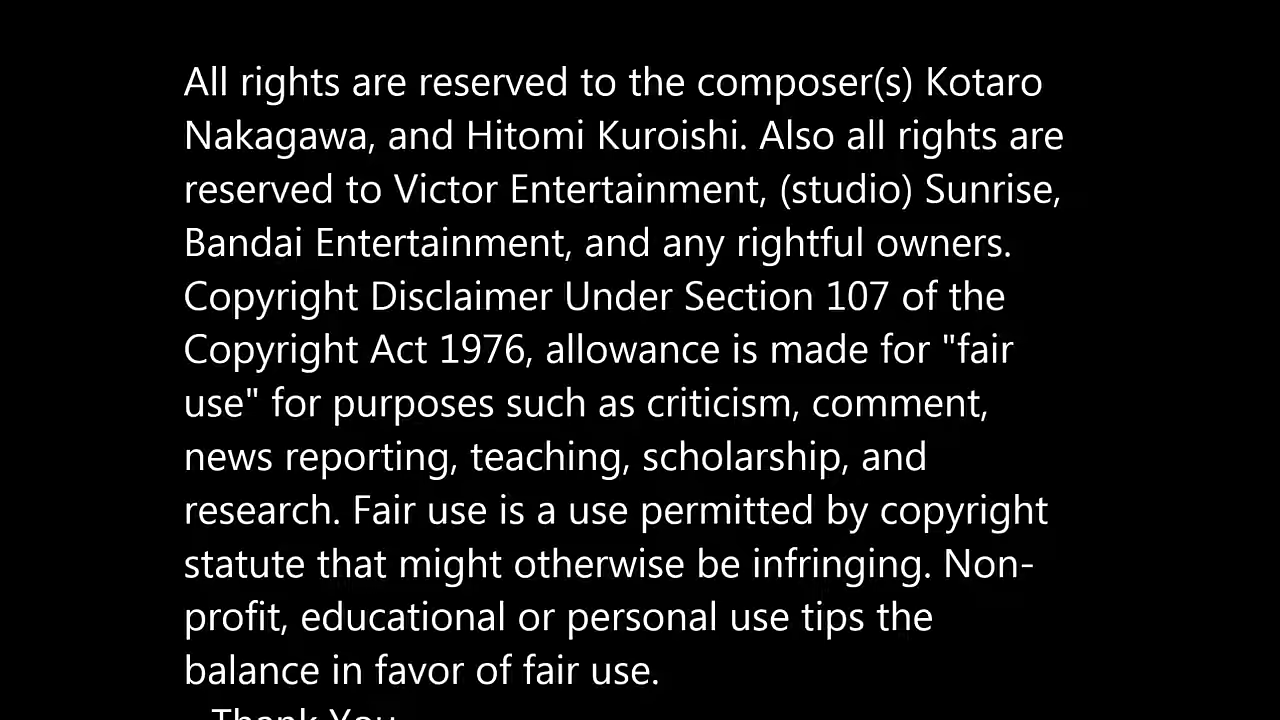 All rights are reserved to the composer(s) Kotaro
Nakagawa, and Hitomi Kuroishi. Also all rights are
reserved to Victor Entertainment, (studio) Sunrise,
Bandai Entertainment, and any rightful owners.
Copyright Disclaimer Under Section 107 of the
Copyright Act 1976, allowance is made for "fair
use" for purposes such as criticism, comment,
news reporting, teaching, scholarship, and
research. Fair use is a use permitted by copyright
statute that might otherwise be infringing. Non-
profit, educational or personal use tips the
balance in favor of fair use.
Thank You